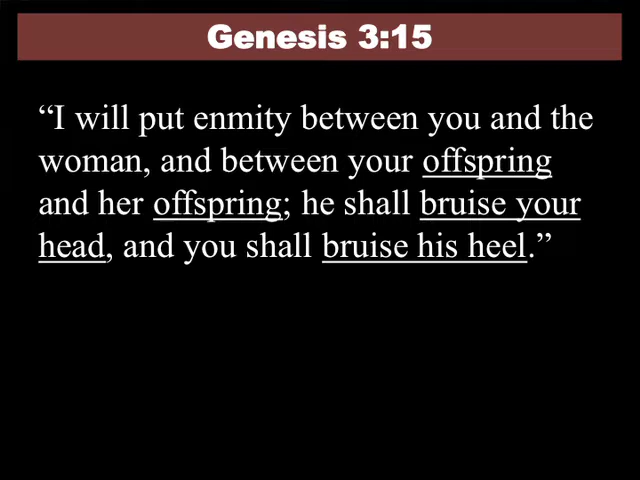 Genesis 3:15
“I will put enmity between you and the
woman, and between your offspring
and her offspring; he shall bruise your
head, and you shall bruise his heel.”